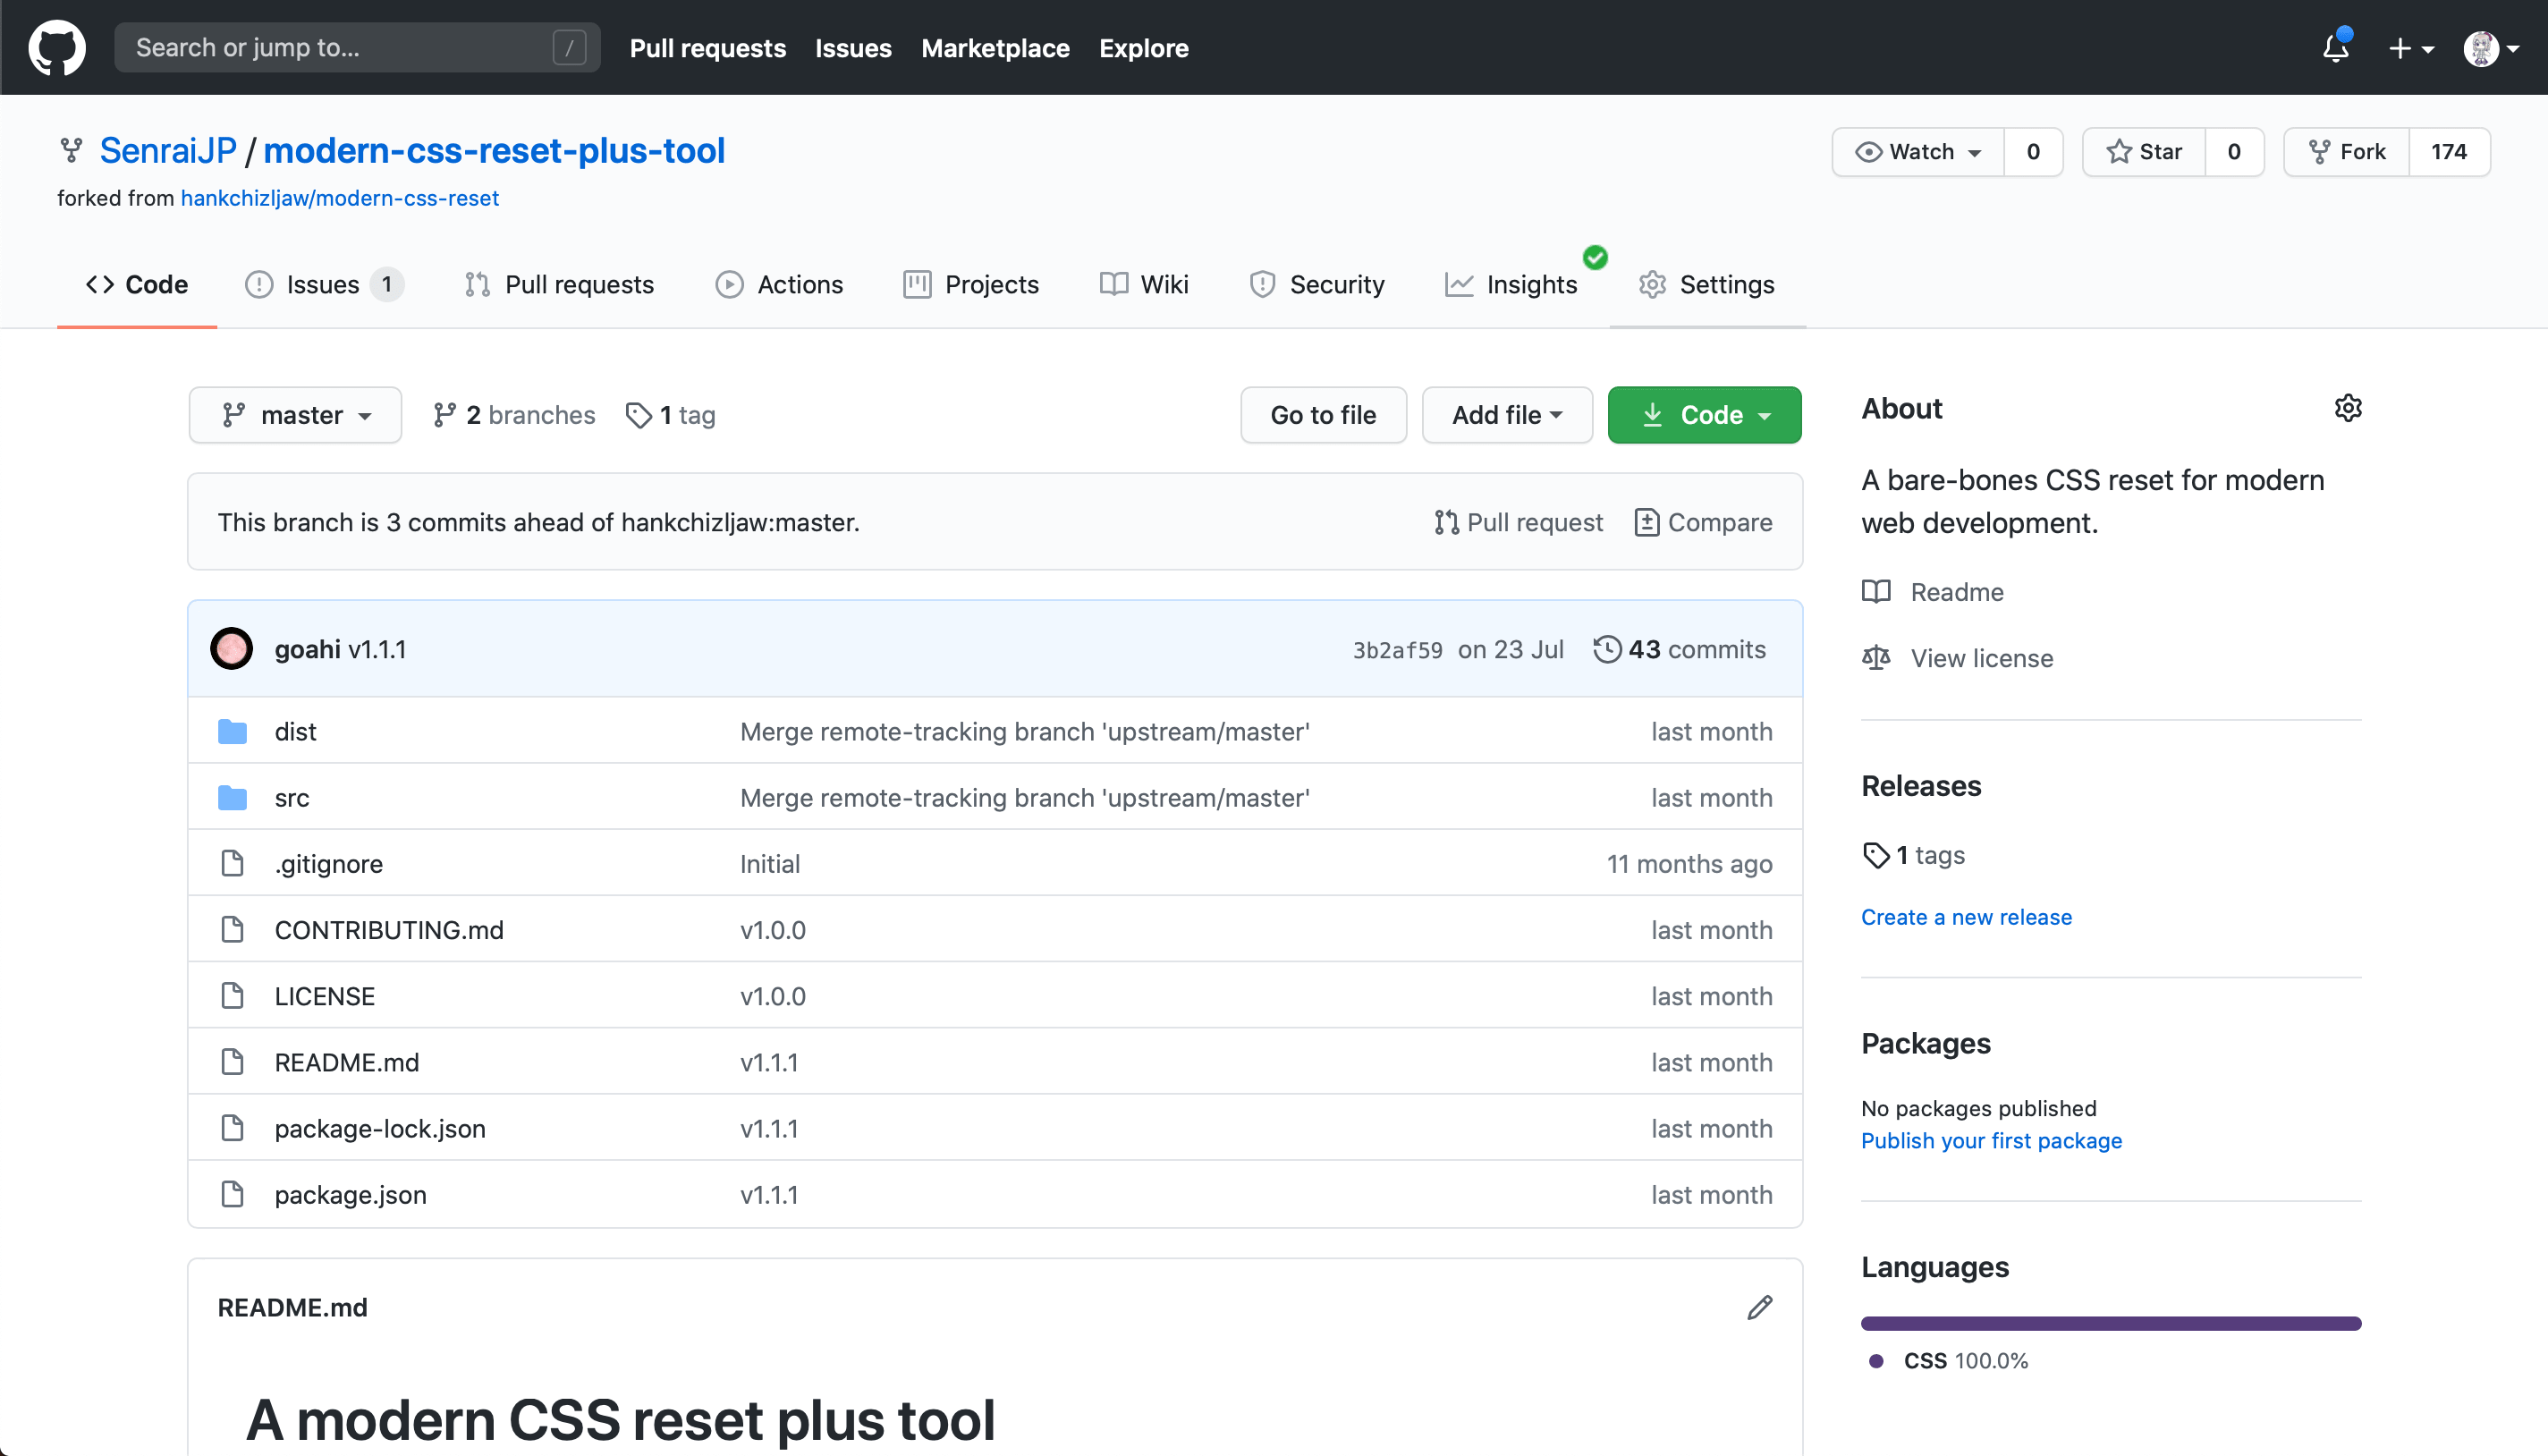 Search or jump to... /
Pull requests Issues Marketplace Explore
SenraiJP / modern-css-reset-plus-tool
forked from hankchizljaw/modern-css-reset
Watch 0 Star 0 Fork 174
Code Issues 1 Pull requests Actions Projects Wiki Security Insights Settings
master 2 branches 1 tag
Go to file Add file Code
This branch is 3 commits ahead of hankchizljaw:master.
Pull request Compare
goahi v1.1.1 3b2af59 on 23 Jul 43 commits
dist Merge remote-tracking branch 'upstream/master' last month
src Merge remote-tracking branch 'upstream/master' last month
.gitignore Initial 11 months ago
CONTRIBUTING.md v1.0.0 last month
LICENSE v1.0.0 last month
README.md v1.1.1 last month
package-lock.json v1.1.1 last month
package.json v1.1.1 last month
README.md
A modern CSS reset plus tool
About
A bare-bones CSS reset for modern
web development.
Readme
View license
Releases
1 tags
Create a new release
Packages
No packages published
Publish your first package
Languages
CSS 100.0%